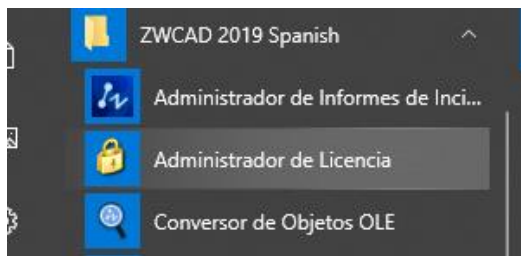 ZWCAD 2019 Spanish
Administrador de Informes de Inci...
Administrador de Licencia
Conversor de Objetos OLE